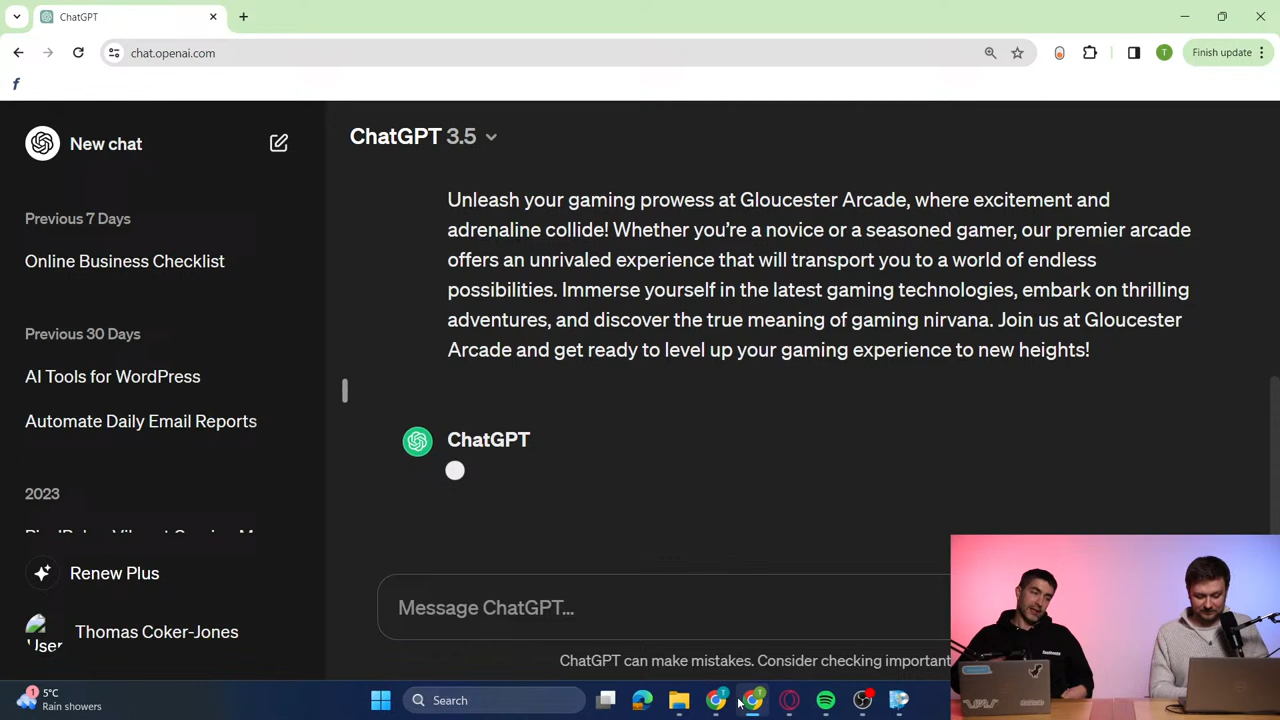 ChatGPT
chat.openai.com
Finish update
f
New chat
Previous 7 Days
Online Business Checklist
Previous 30 Days
AI Tools for WordPress
Automate Daily Email Reports
2023
Renew Plus
User
Thomas Coker-Jones
ChatGPT 3.5
Unleash your gaming prowess at Gloucester Arcade, where excitement and
adrenaline collide! Whether you’re a novice or a seasoned gamer, our premier arcade
offers an unrivaled experience that will transport you to a world of endless
possibilities. Immerse yourself in the latest gaming technologies, embark on thrilling
adventures, and discover the true meaning of gaming nirvana. Join us at Gloucester
Arcade and get ready to level up your gaming experience to new heights!
ChatGPT
Message ChatGPT...
ChatGPT can make mistakes. Consider checking important
1
5°C
Rain showers
Search
T
T
T